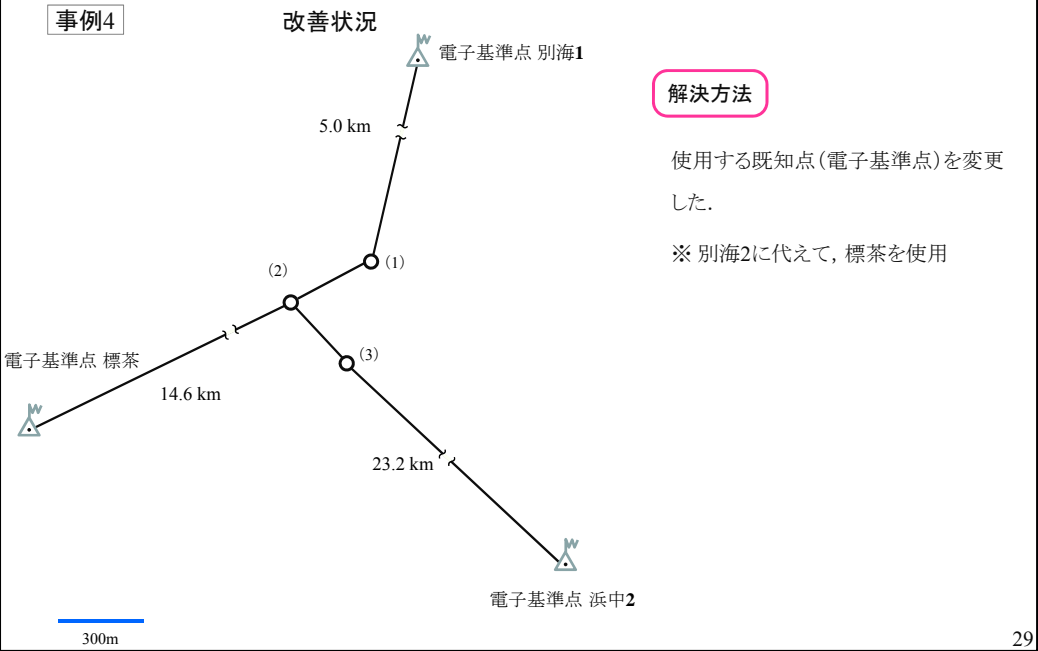 事例4
改善状況
電子基準点 別海1
解決方法
5.0 km
使用する既知点(電子基準点)を変更
した.
※ 別海2に代えて, 標茶を使用
(1)
(2)
(3)
電子基準点 標茶
14.6 km
23.2 km
電子基準点 浜中2
300m
29